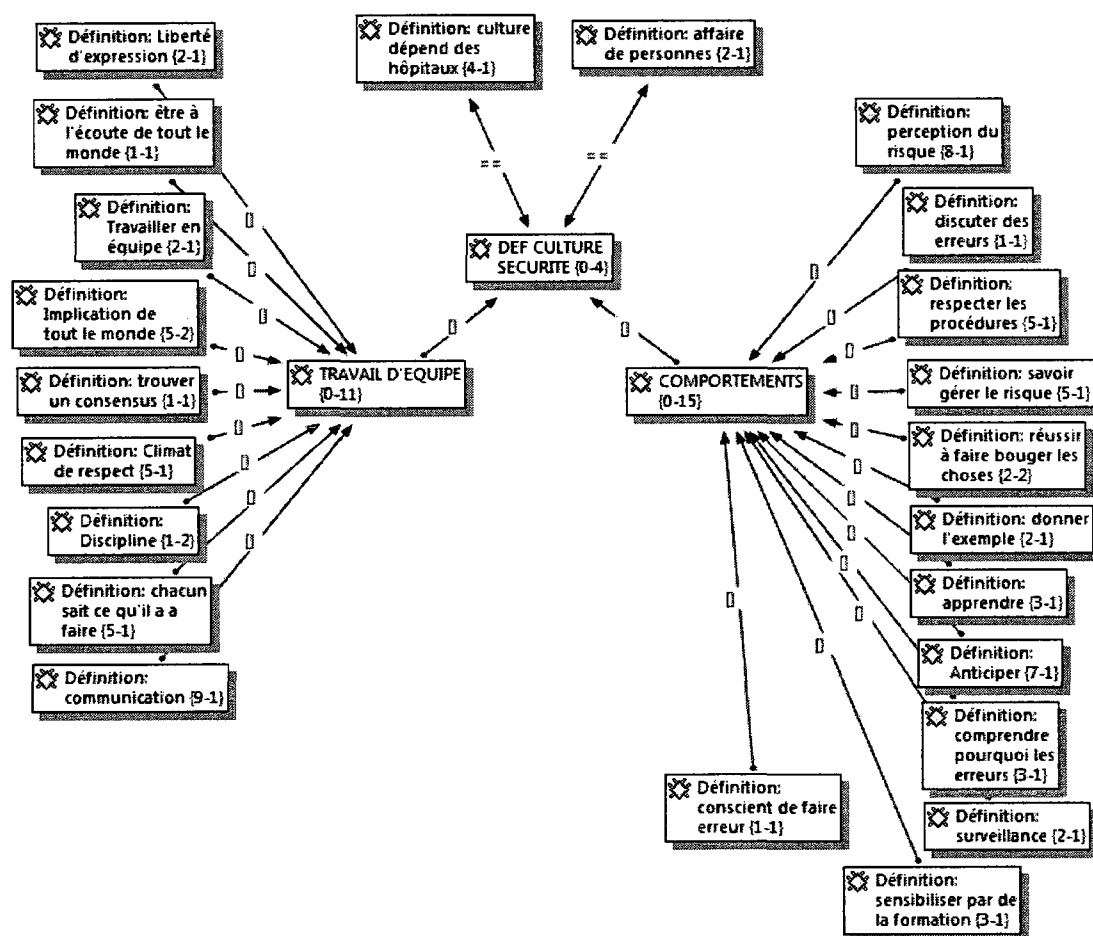 Définition: Liberté
d'expression {2-1}
Définition: être à
l'écoute de tout le
monde {1-1}
Définition:
Travailler en
équipe {2-1}
Définition:
Implication de
tout le monde {5-2}
Définition: trouver
un consensus {1-1}
Définition: Climat
de respect {5-1}
Définition:
Discipline {1-2}
Définition: chacun
sait ce qu'il a a
faire {5-1}
Définition:
communication {9-1}
TRAVAIL D'EQUIPE
{0-11}
Définition: culture
dépend des
hôpitaux {4-1}
Définition: affaire
de personnes {2-1}
==
==
DEF CULTURE
SECURITE {0-4}
COMPORTEMENTS
{0-15}
Définition:
perception du
risque {8-1}
Définition:
discuter des
erreurs {1-1}
Définition:
respecter les
procédures {5-1}
Définition: savoir
gérer le risque {5-1}
Définition: réussir
à faire bouger les
choses {2-2}
Définition: donner
l'exemple {2-1}
Définition:
apprendre {3-1}
Définition:
Anticiper {7-1}
Définition:
comprendre
pourquoi les
erreurs {3-1}
Définition:
surveillance {2-1}
Définition:
sensibiliser par de
la formation {3-1}
Définition:
conscient de faire
erreur {1-1}